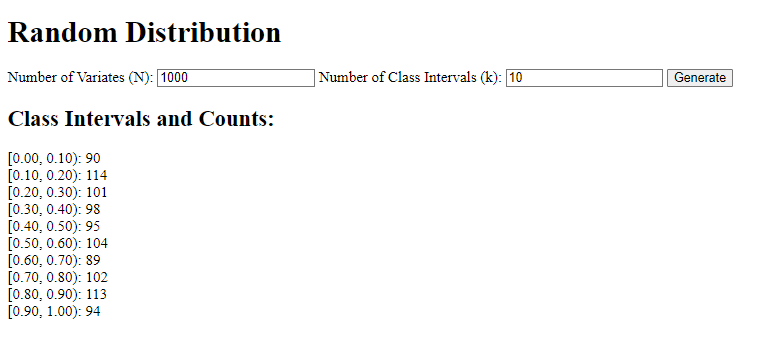 Random Distribution
Number of Variates (N): 1000 Number of Class Intervals (k): 10 Generate
Class Intervals and Counts:
[0.00, 0.10): 90
[0.10, 0.20): 114
[0.20, 0.30): 101
[0.30, 0.40): 98
[0.40, 0.50): 95
[0.50, 0.60): 104
[0.60, 0.70): 89
[0.70, 0.80): 102
[0.80, 0.90): 113
[0.90, 1.00): 94